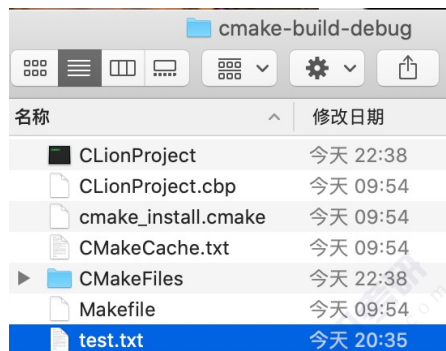 cmake-build-debug
名称 修改日期
CLionProject 今天 22:38
CLionProject.cbp 今天 09:54
cmake_install.cmake 今天 09:54
CMakeCache.txt 今天 09:54
CMakeFiles 今天 22:38
Makefile 今天 09:54
test.txt 今天 20:35